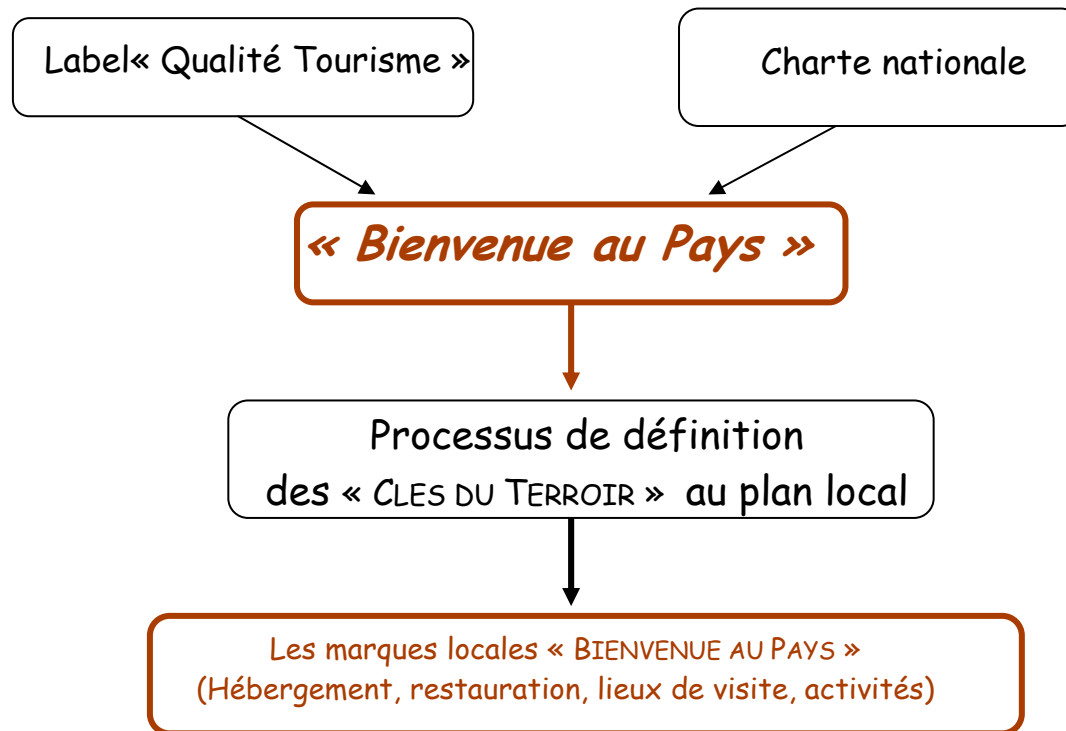 Label« Qualité Tourisme »
Charte nationale
« Bienvenue au Pays »
Processus de définition
des « CLES DU TERROIR » au plan local
Les marques locales « BIENVENUE AU PAYS »
(Hébergement, restauration, lieux de visite, activités)